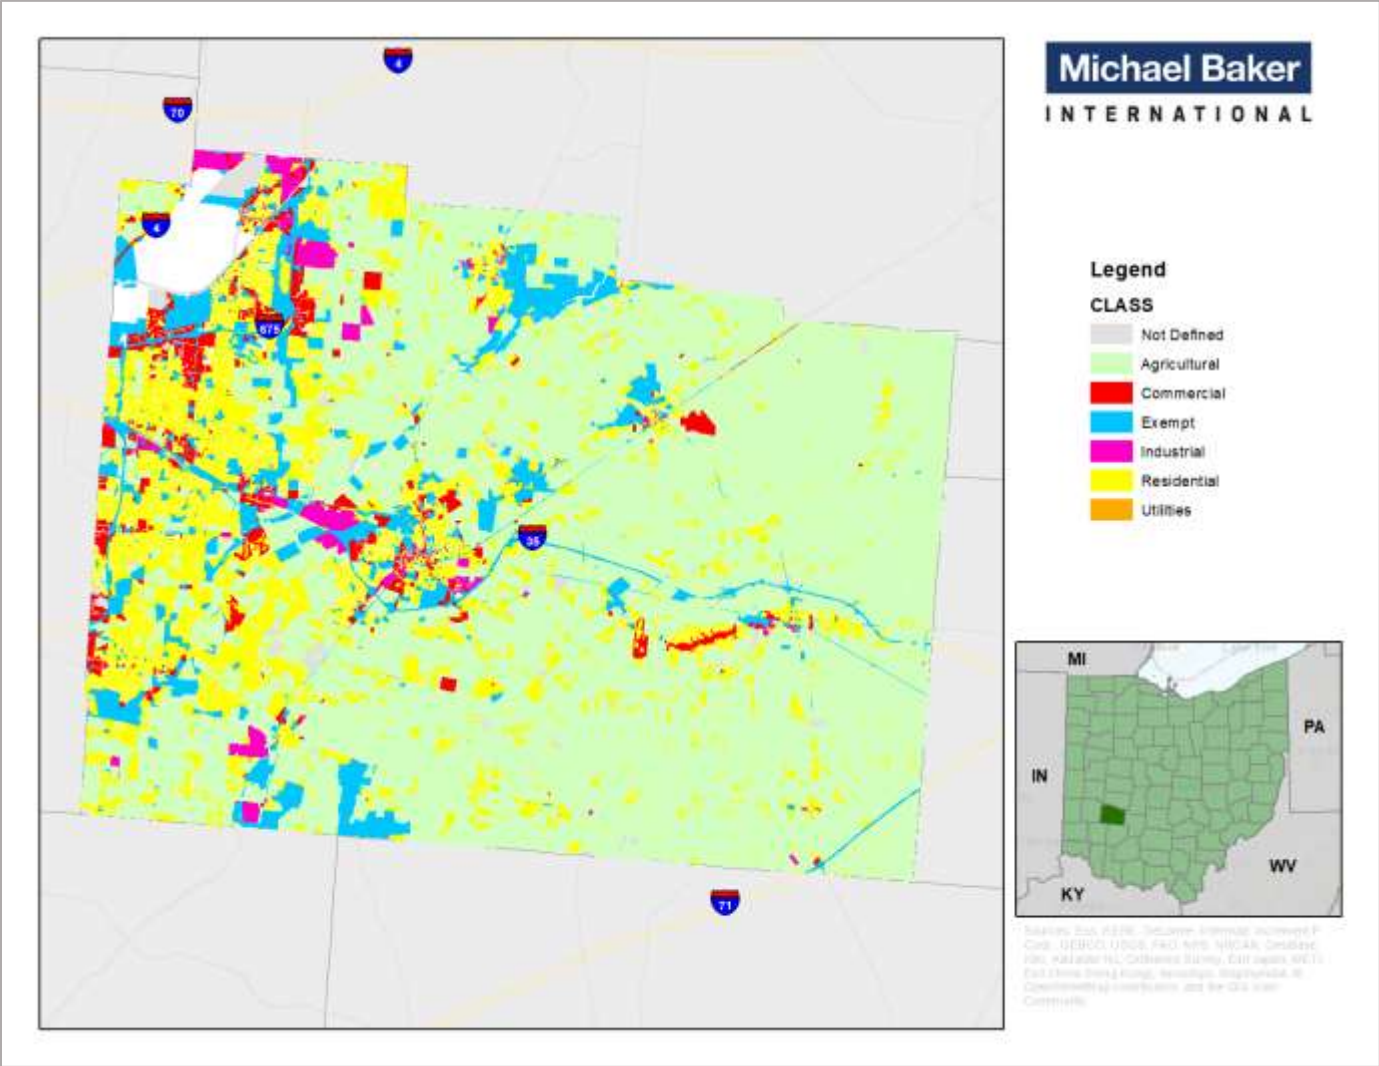 Michael Baker
INTERNATIONAL
4
70
4
675
35
71
Legend
CLASS
Not Defined
Agricultural
Commercial
Exempt
Industrial
Residential
Utilities
MI
PA
IN
WV
KY